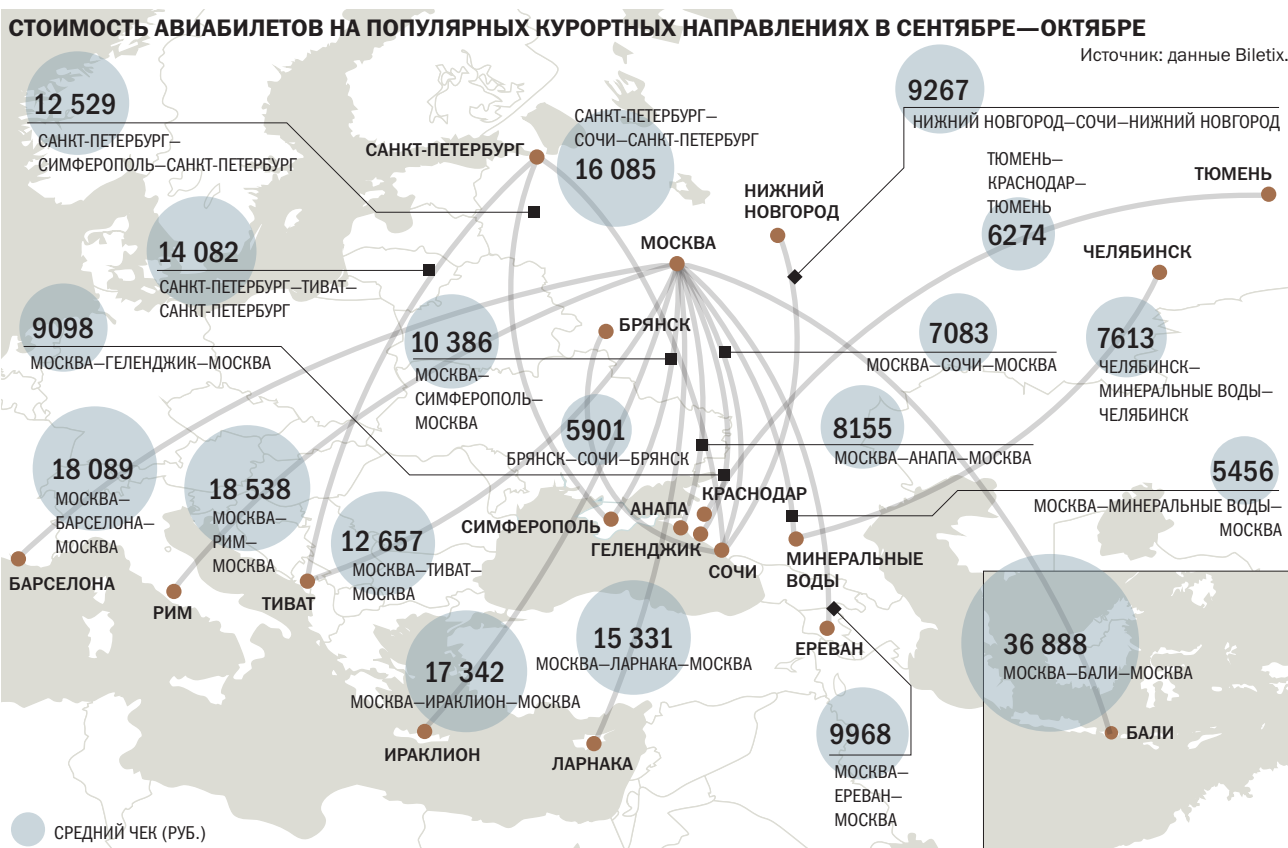 СТОИМОСТЬ АВИАБИЛЕТОВ НА ПОПУЛЯРНЫХ КУРОРТНЫХ НАПРАВЛЕНИЯХ В СЕНТЯБРЕ—ОКТЯБРЕ
Источник: данные Biletix.
12 529
САНКТ-ПЕТЕРБУРГ—
СИМФЕРОПОЛЬ—САНКТ-ПЕТЕРБУРГ
САНКТ-ПЕТЕРБУРГ
САНКТ-ПЕТЕРБУРГ—
СОЧИ—САНКТ-ПЕТЕРБУРГ
16 085
9267
НИЖНИЙ НОВГОРОД—СОЧИ—НИЖНИЙ НОВГОРОД
НИЖНИЙ
НОВГОРОД
ТЮМЕНЬ—
КРАСНОДАР—
ТЮМЕНЬ
6274
ТЮМЕНЬ
14 082
САНКТ-ПЕТЕРБУРГ—ТИВАТ—
САНКТ-ПЕТЕРБУРГ
МОСКВА
ЧЕЛЯБИНСК
9098
МОСКВА—ГЕЛЕНДЖИК—МОСКВА
10 386
МОСКВА—
СИМФЕРОПОЛЬ—
МОСКВА
БРЯНСК
7083
МОСКВА—СОЧИ—МОСКВА
7613
ЧЕЛЯБИНСК—
МИНЕРАЛЬНЫЕ ВОДЫ—
ЧЕЛЯБИНСК
5901
БРЯНСК—СОЧИ—БРЯНСК
8155
МОСКВА—АНАПА—МОСКВА
18 089
МОСКВА—
БАРСЕЛОНА—
МОСКВА
18 538
МОСКВА—
РИМ—
МОСКВА
5456
МОСКВА—МИНЕРАЛЬНЫЕ ВОДЫ—
МОСКВА
12 657
МОСКВА—ТИВАТ—
МОСКВА
СИМФЕРОПОЛЬ
АНАПА
КРАСНОДАР
ГЕЛЕНДЖИК
СОЧИ
МИНЕРАЛЬНЫЕ
ВОДЫ
БАРСЕЛОНА
РИМ
ТИВАТ
17 342
МОСКВА—ИРАКЛИОН—МОСКВА
15 331
МОСКВА—ЛАРНАКА—МОСКВА
ЕРЕВАН
36 888
МОСКВА—БАЛИ—МОСКВА
БАЛИ
ИРАКЛИОН
ЛАРНАКА
9968
МОСКВА—
ЕРЕВАН—
МОСКВА
СРЕДНИЙ ЧЕК (РУБ.)